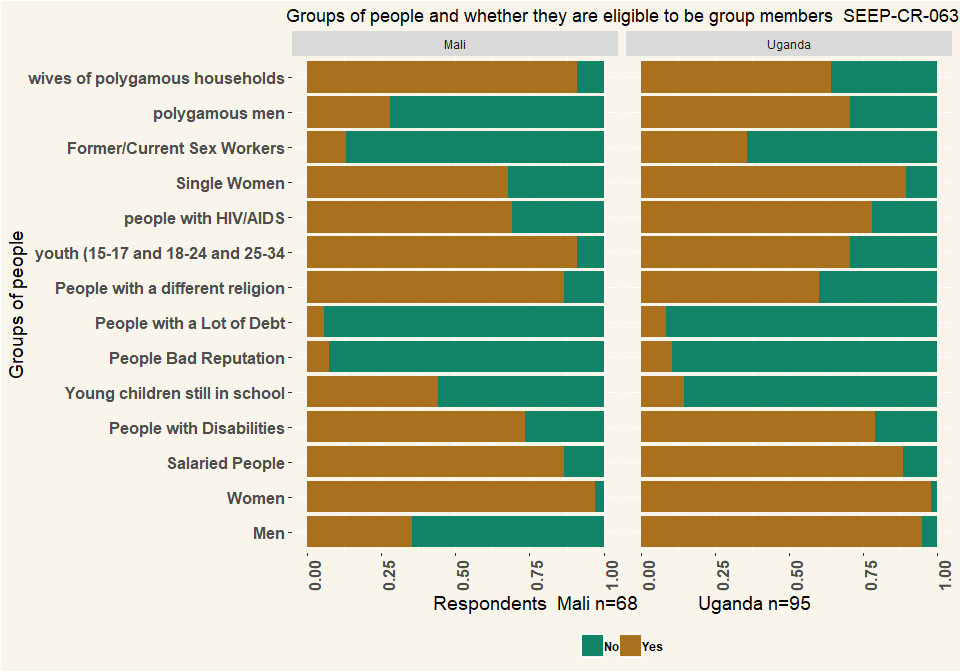 Groups of people and whether they are eligible to be group members  SEEP-CR-063
Mali
Uganda
Groups of people
wives of polygamous households
polygamous men
Former/Current Sex Workers
Single Women
people with HIV/AIDS
youth (15-17 and 18-24 and 25-34
People with a different religion
People with a Lot of Debt
People Bad Reputation
Young children still in school
People with Disabilities
Salaried People
Women
Men
0.00 0.25 0.50 0.75 1.00
0.00 0.25 0.50 0.75 1.00
Respondents  Mali n=68 Uganda n=95
No Yes